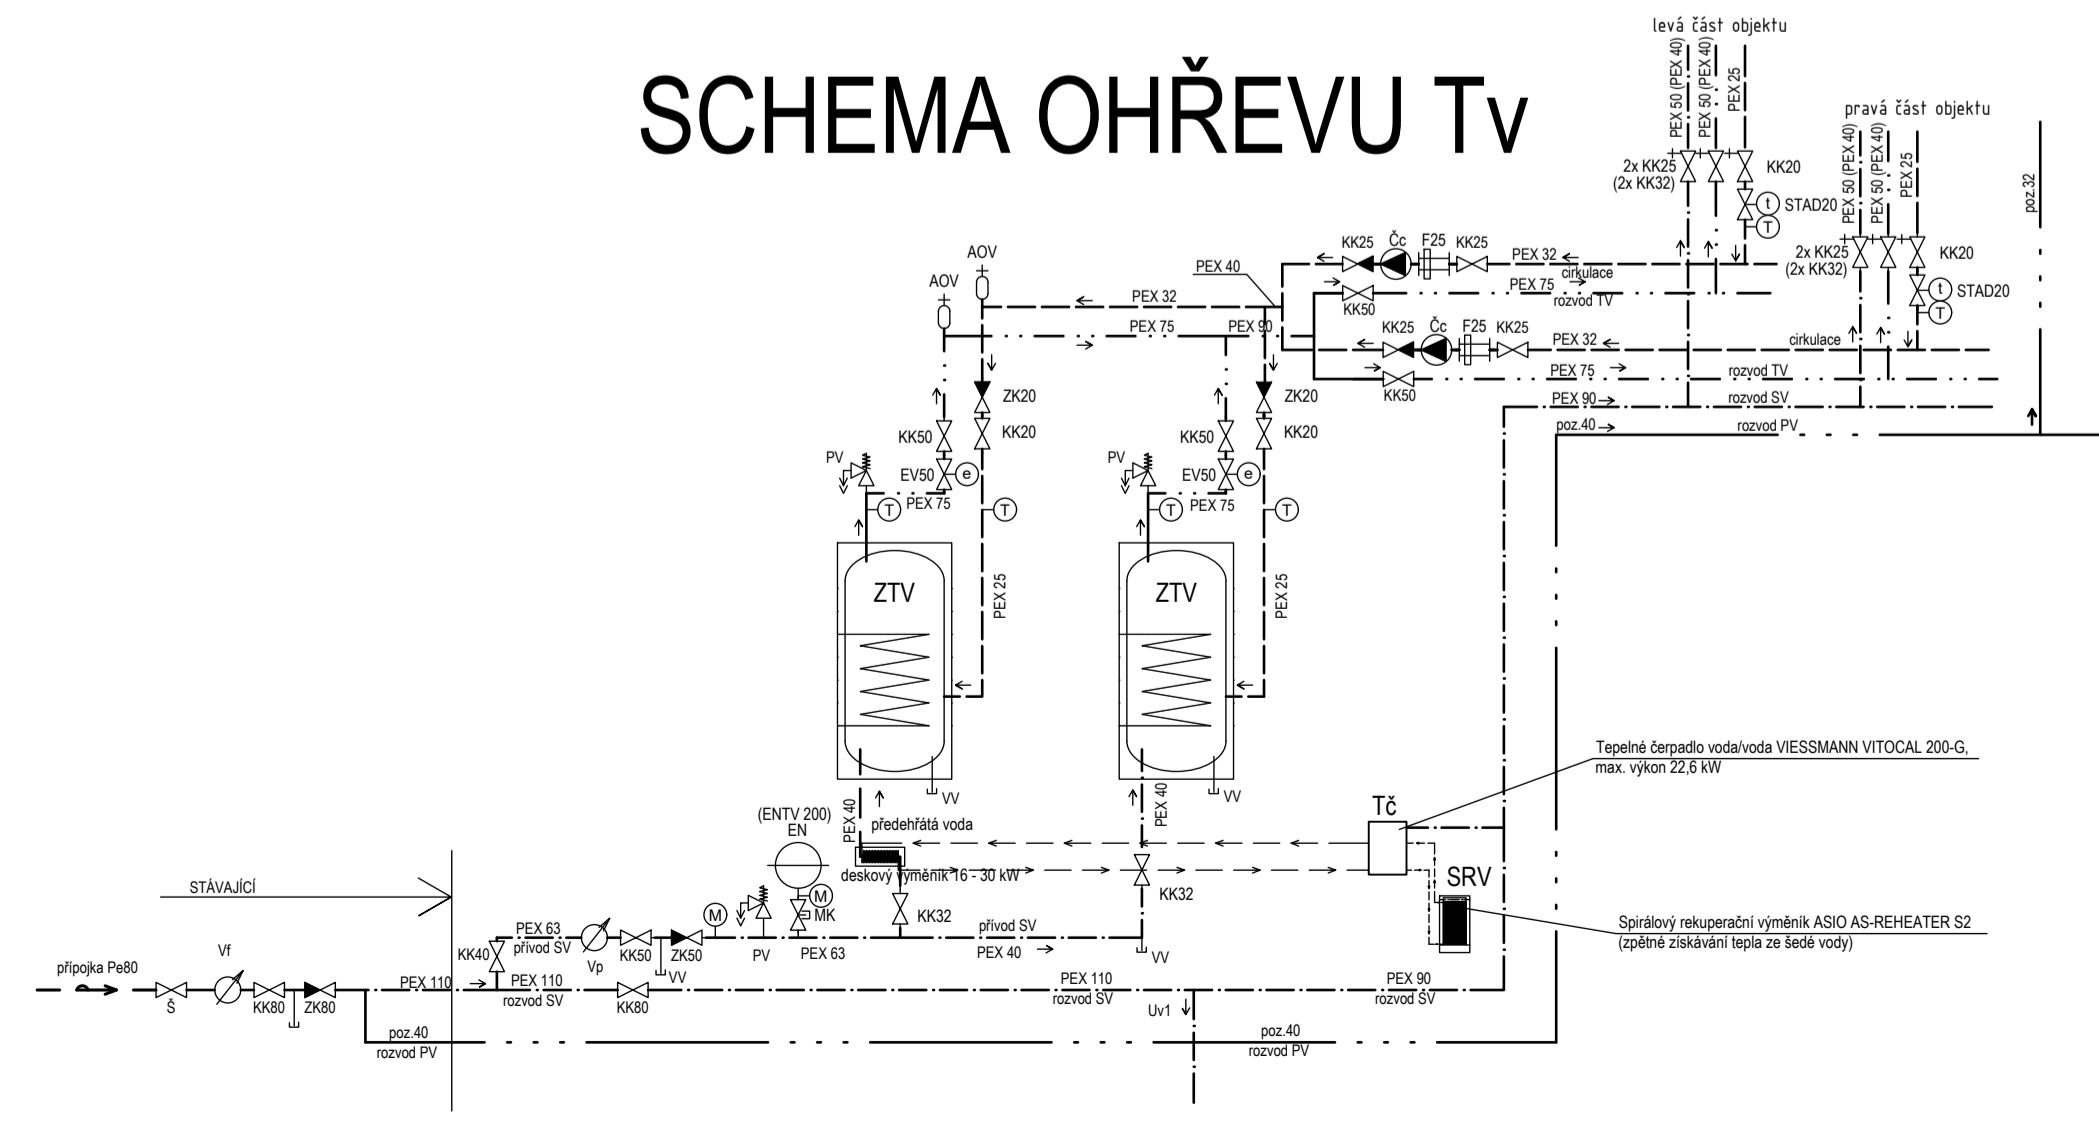 SCHEMA OHŘEVU Tv
levá část objektu
PEX 50 (PEX 40)
PEX 50 (PEX 40)
PEX 25
2x KK25
(2x KK32)
KK20
t
STAD20
T
pravá část objektu
PEX 50 (PEX 40)
PEX 50 (PEX 40)
PEX 25
2x KK25
(2x KK32)
KK20
t
STAD20
T
poz.32
AOV
AOV
PEX 40
KK25
Čc
F25
KK25
PEX 32
cirkulace
PEX 32
PEX 75
rozvod TV
KK50
PEX 75
PEX 90
KK25
Čc
F25
KK25
PEX 32
cirkulace
PEX 75
rozvod TV
KK50
PEX 90
rozvod SV
poz.40
rozvod PV
ZK20
KK50
KK20
PV
EV50
e
PEX 75
T
T
ZTV
PEX 25
VV
ZK20
KK50
KK20
PV
EV50
e
PEX 75
T
T
ZTV
PEX 25
VV
Tepelné čerpadlo voda/voda VIESSMANN VITOCAL 200-G,
max. výkon 22,6 kW
Tč
PEX 40
PEX 40
(ENTV 200)
EN
předehřátá voda
deskový výměník 16 - 30 kW
SRV
STÁVAJÍCÍ
M
M
MK
KK32
KK32
Spirálový rekuperační výměník ASIO AS-REHEATER S2
(zpětné získávání tepla ze šedé vody)
PEX 63
přívod SV
přívod SV
KK40
Vp
KK50
VV
ZK50
PV
PEX 63
PEX 40
VV
přípojka Pe80
Vf
Š
KK80
ZK80
PEX 110
PEX 110
rozvod SV
KK80
PEX 110
rozvod SV
PEX 90
rozvod SV
Uv1
poz.40
rozvod PV
poz.40
rozvod PV